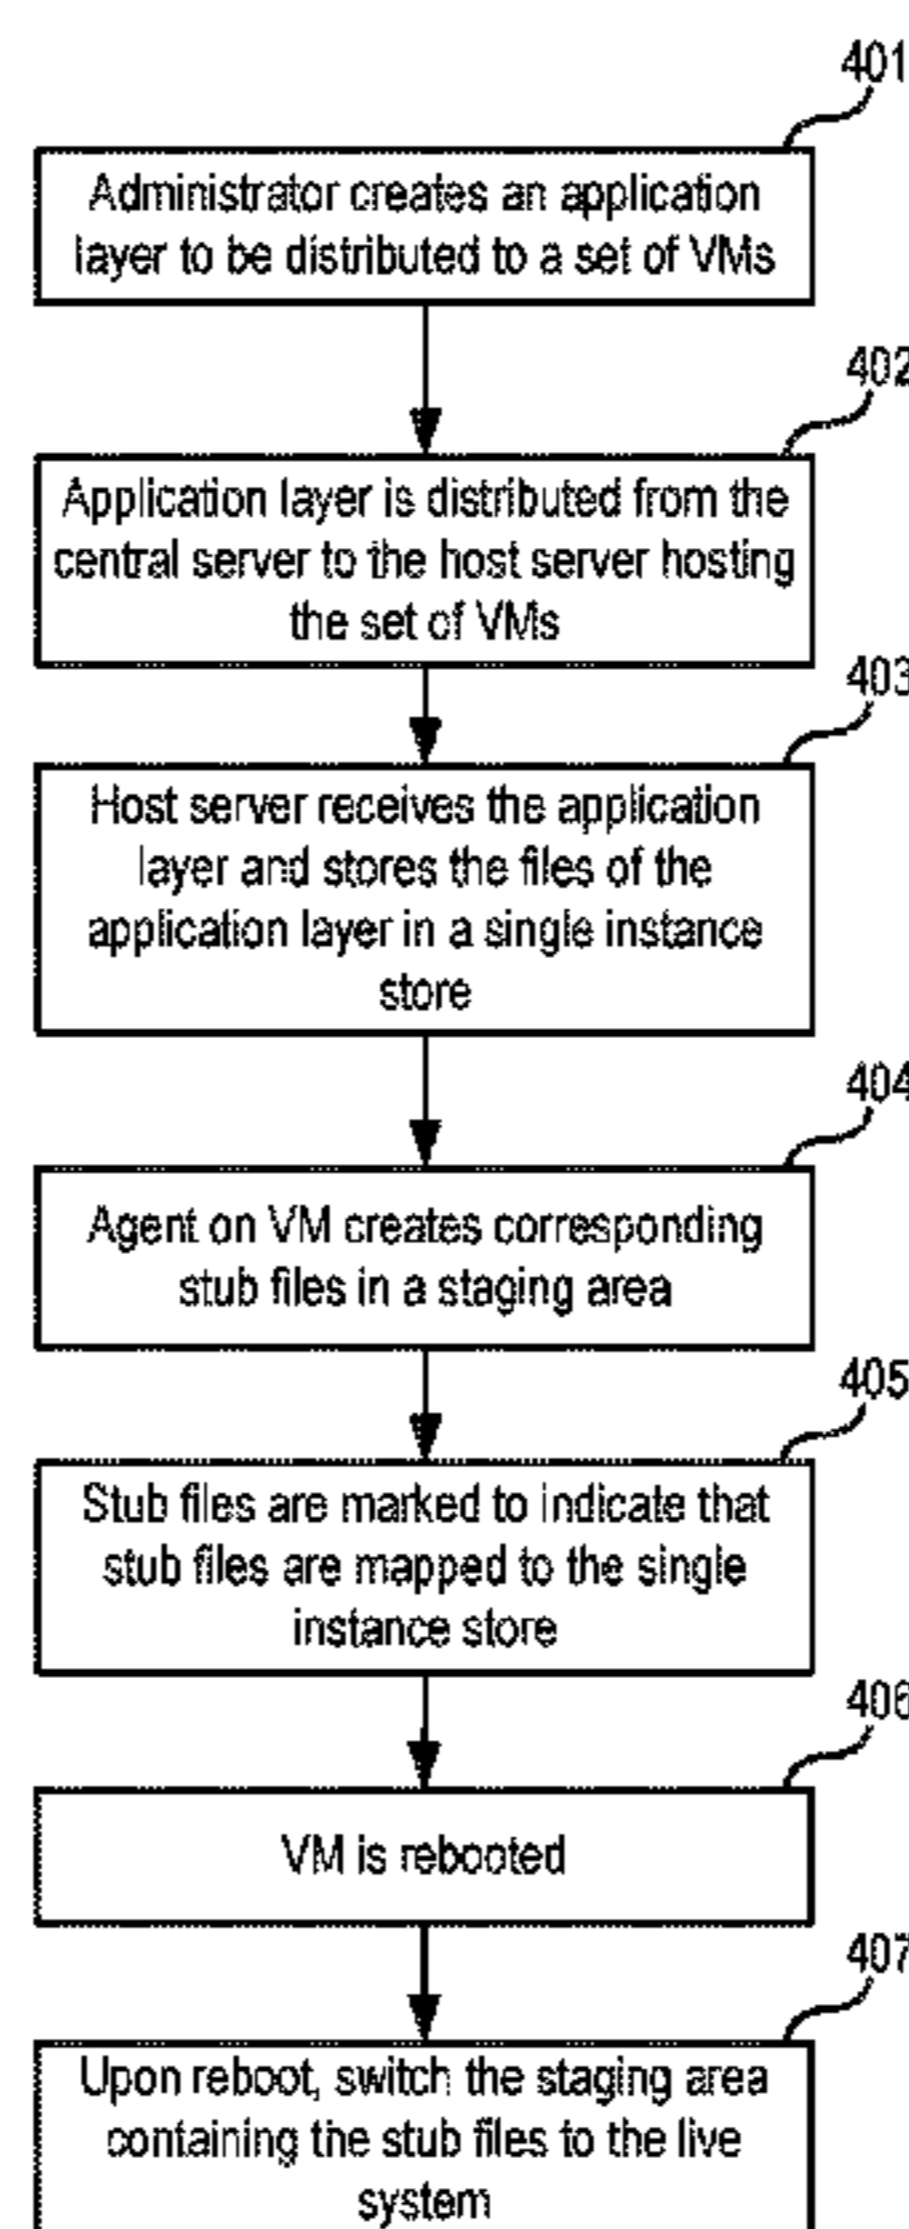 401
Administrator creates an application
layer to be distributed to a set of VMs
402
Application layer is distributed from the
central server to the host server hosting
the set of VMs
403
Host server receives the application
layer and stores the files of the
application layer in a single instance
store
404
Agent on VM creates corresponding
stub files in a staging area
405
Stub files are marked to indicate that
stub files are mapped to the single
instance store
406
VM is rebooted
407
Upon reboot, switch the staging area
containing the stub files to the live
system